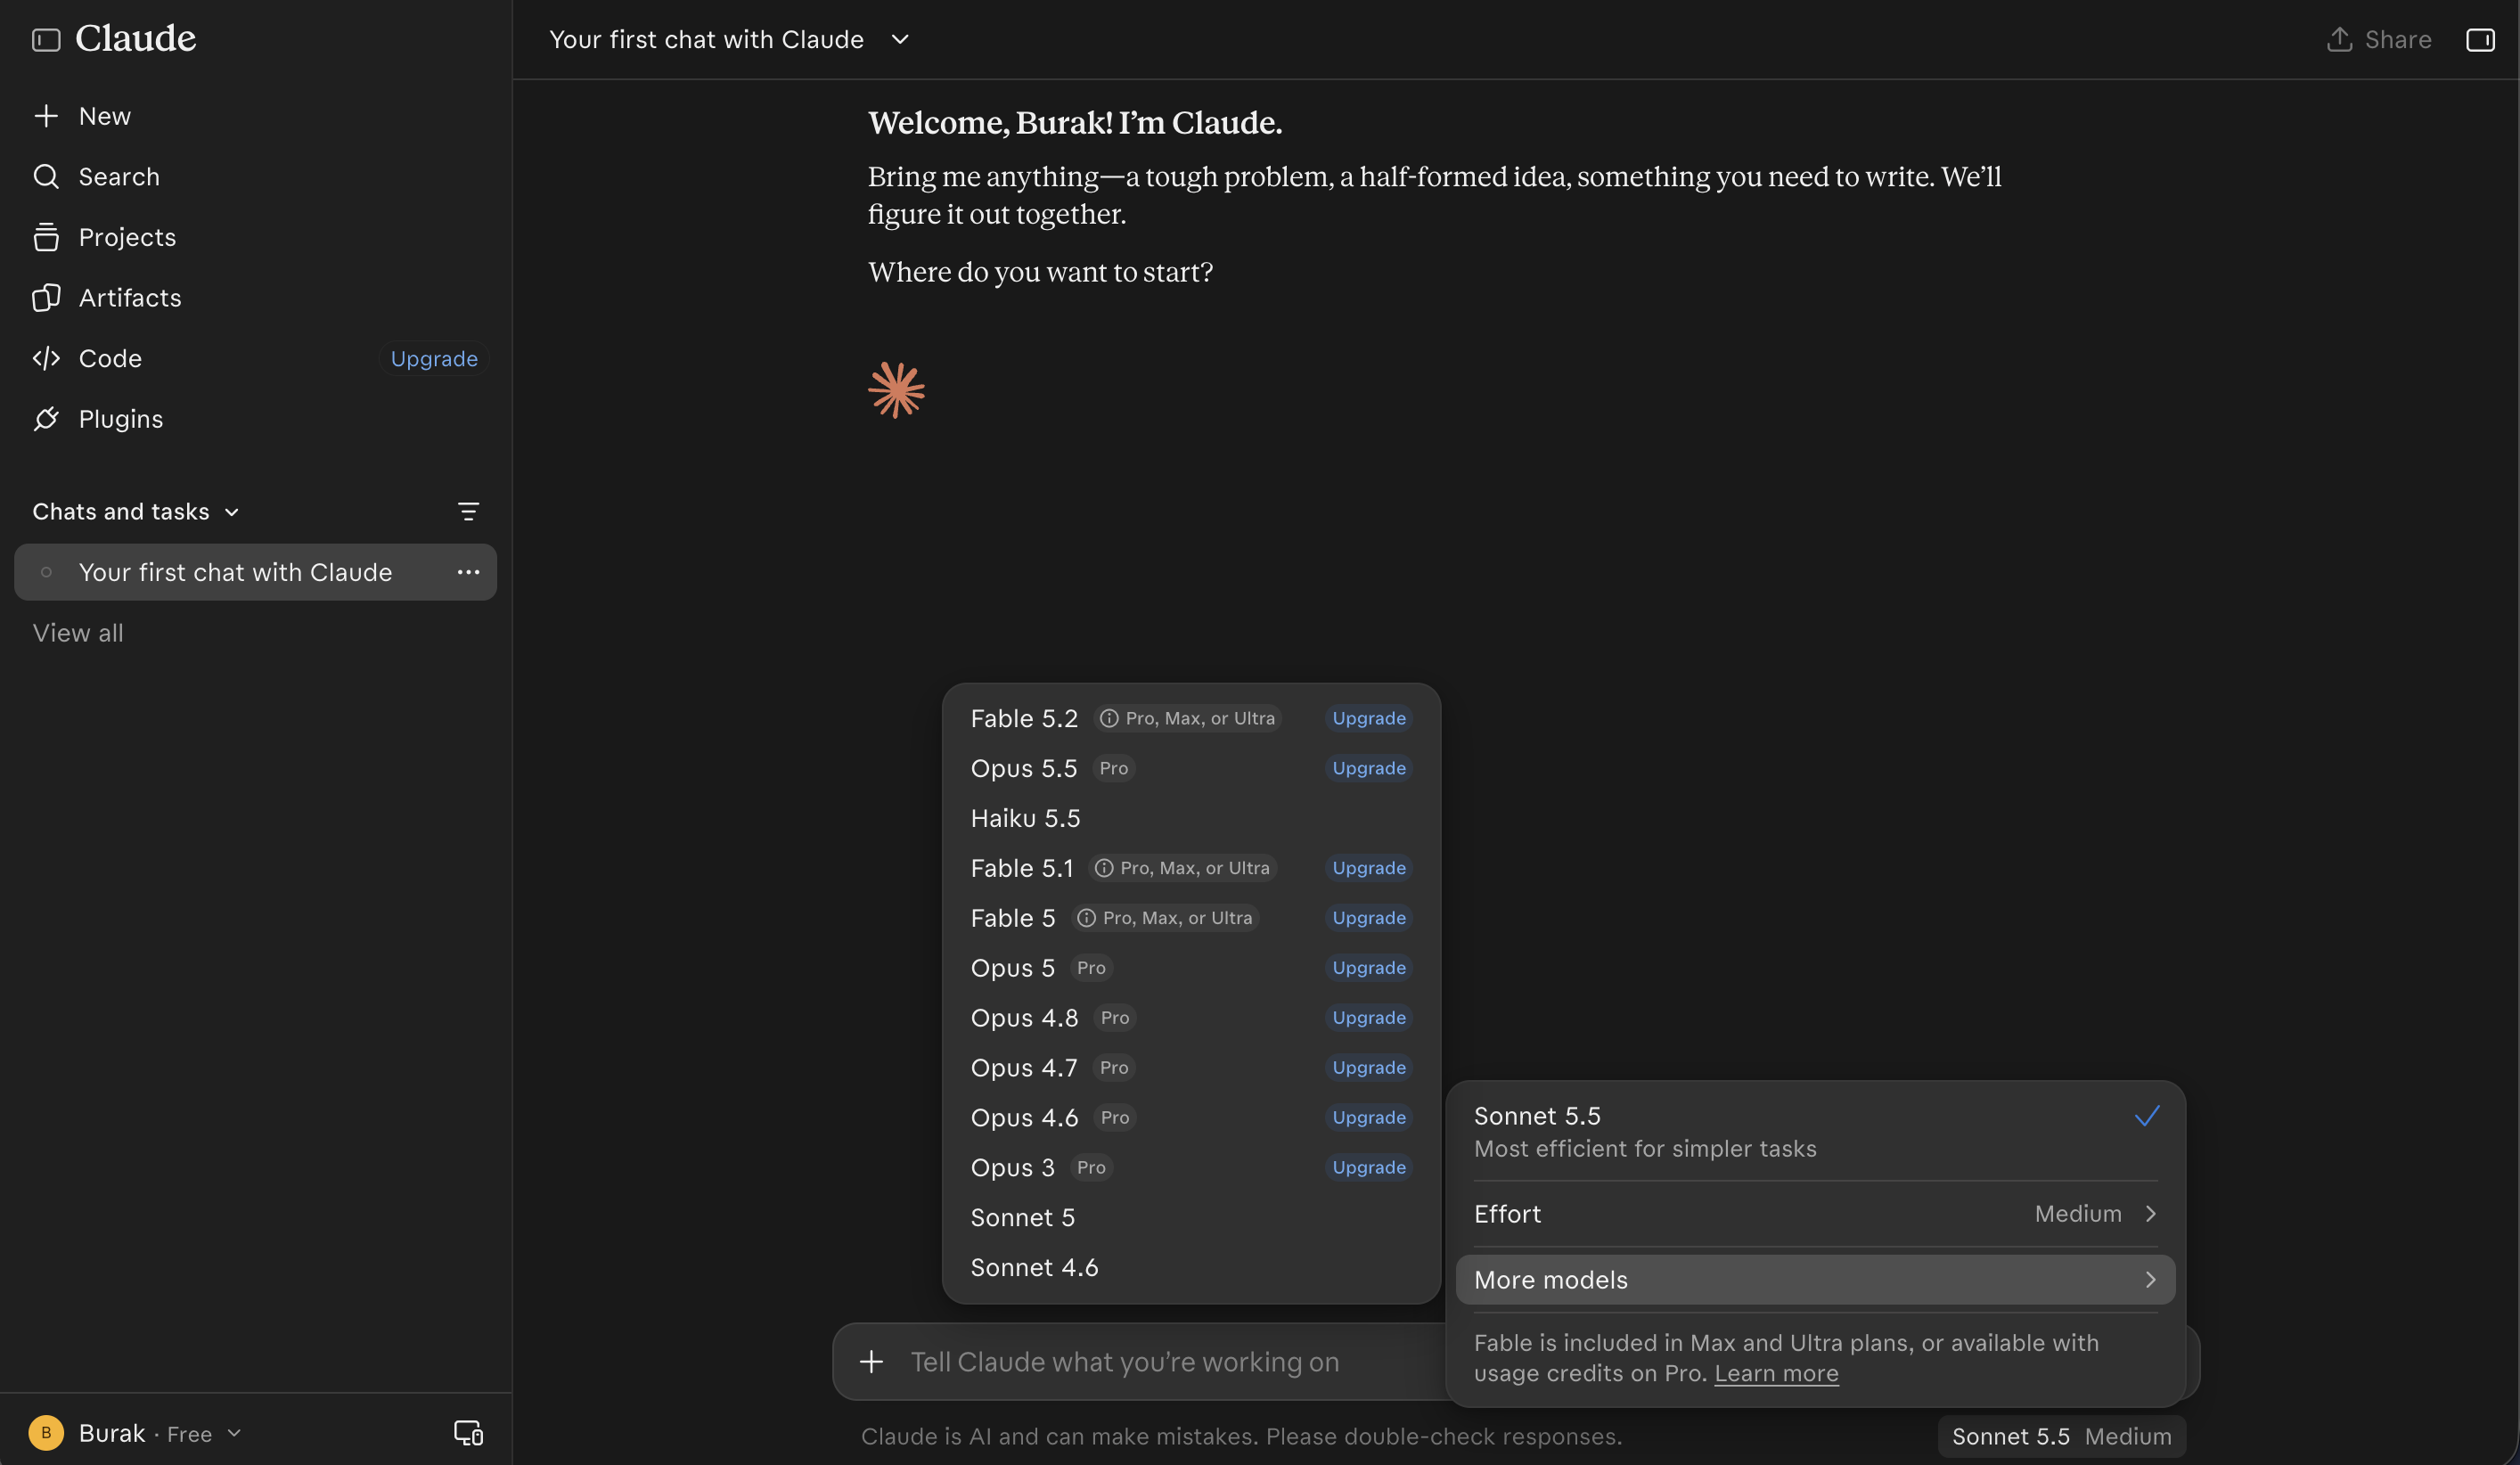 Claude
New
Search
Projects
Artifacts
Code Upgrade
Plugins
Chats and tasks
Your first chat with Claude
View all
B Burak · Free
Your first chat with Claude
Share
Welcome, Burak! I’m Claude.
Bring me anything—a tough problem, a half-formed idea, something you need to write. We’ll
figure it out together.
Where do you want to start?
Fable 5.2 Pro, Max, or Ultra Upgrade
Opus 5.5 Pro Upgrade
Haiku 5.5
Fable 5.1 Pro, Max, or Ultra Upgrade
Fable 5 Pro, Max, or Ultra Upgrade
Opus 5 Pro Upgrade
Opus 4.8 Pro Upgrade
Opus 4.7 Pro Upgrade
Opus 4.6 Pro Upgrade
Opus 3 Pro Upgrade
Sonnet 5
Sonnet 4.6
Sonnet 5.5
Most efficient for simpler tasks
Effort Medium
More models
Fable is included in Max and Ultra plans, or available with
usage credits on Pro. Learn more
Tell Claude what you’re working on
Claude is AI and can make mistakes. Please double-check responses.
Sonnet 5.5 Medium